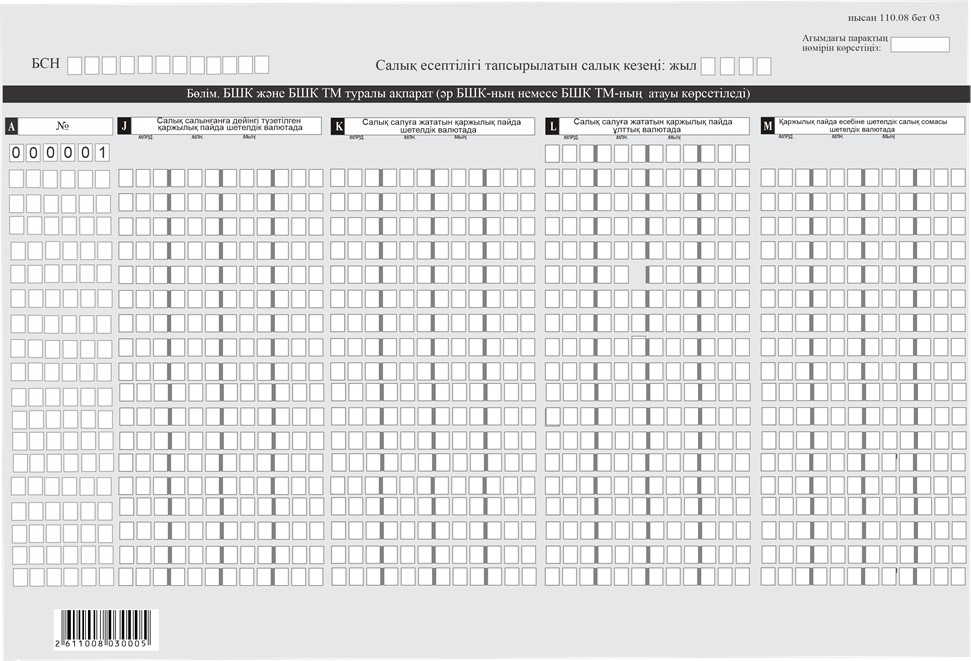 нысан 110.08 бет 03
Ағымдағы парақтың
нөмірін көрсетіңіз:
БСН
Салық есептілігі тапсырылатын салық кезеңі: жыл
Бөлім. БШК және БШК ТМ туралы ақпарат (әр БШК-ның немесе БШК ТМ-ның атауы көрсетіледі)
A №
J Салық салынғанға дейінгі түзетілген
қаржылық пайда шетелдік валютада
млрд. млн. мың.
K Салық салуға жататын қаржылық пайда
шетелдік валютада
млрд. млн. мың.
L Салық салуға жататын қаржылық пайда
ұлттық валютада
млрд. млн. мың.
M Қаржылық пайда есебіне шетелдік салық сомасы
шетелдік валютада
млрд. млн. мың.
000001
2 611008 030005